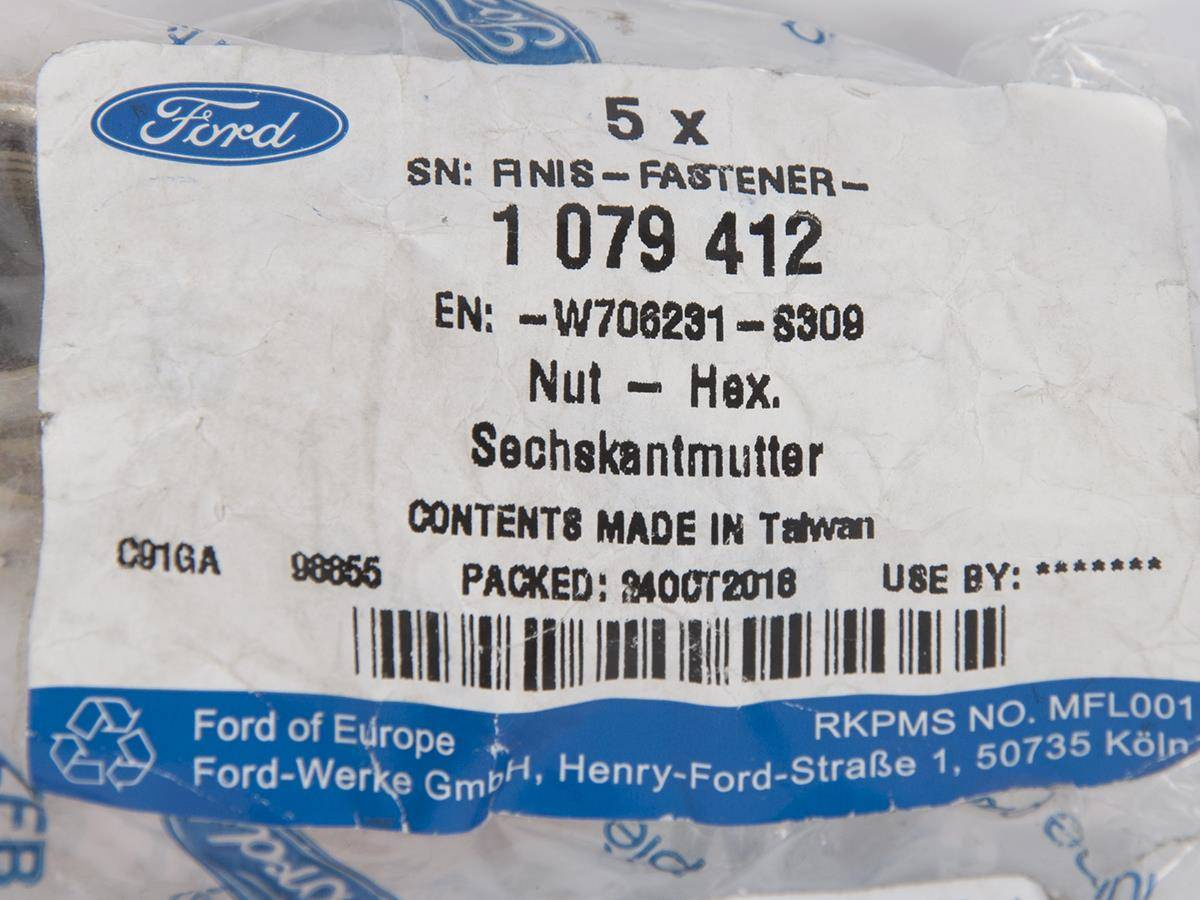 Ford
5 x
SN: FINIS-FASTENER-
1 079 412
EN: -W706231-S309
Nut - Hex.
Sechskantmutter
CONTENTS MADE IN Taiwan
C91GA 98855 PACKED: 24OCT2018 USE BY: *******
Ford of Europe
Ford-Werke GmbH, Henry-Ford-Straße 1, 50735 Köln
RKPMS NO. MFL001
Ford